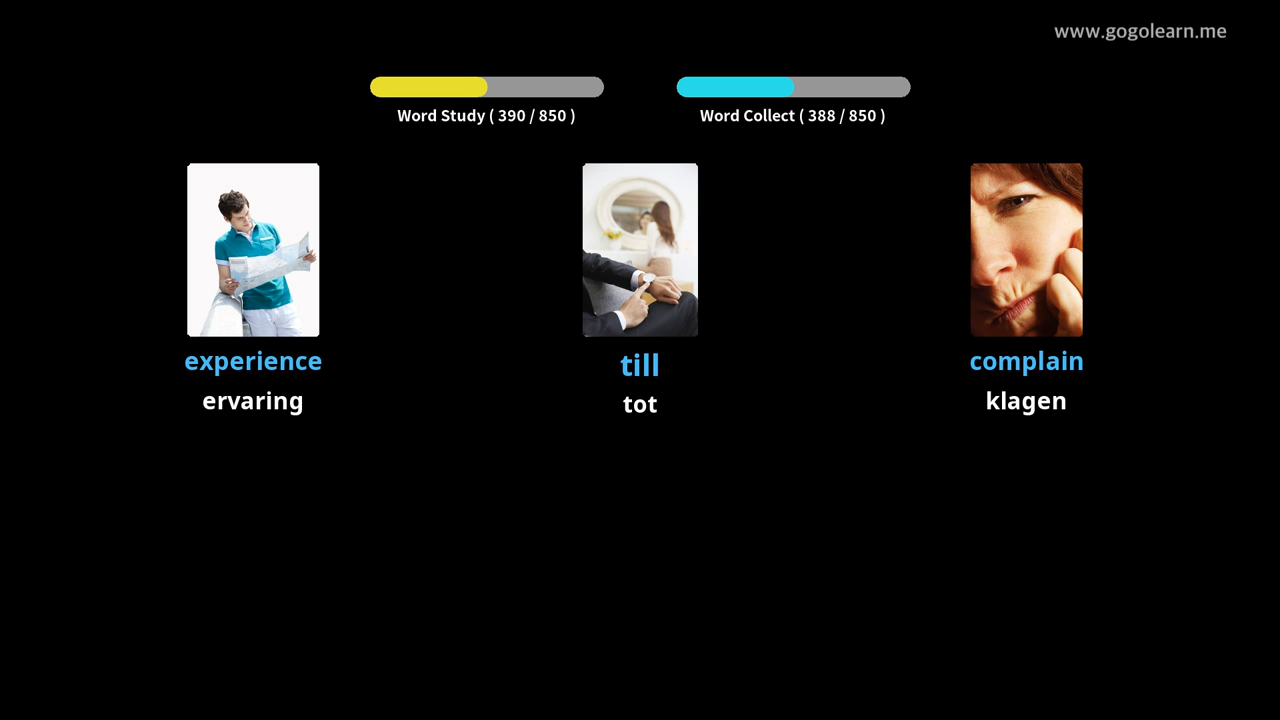 www.gogolearn.me
Word Study ( 390 / 850 )
Word Collect ( 388 / 850 )
experience
till
complain
ervaring
tot
klagen